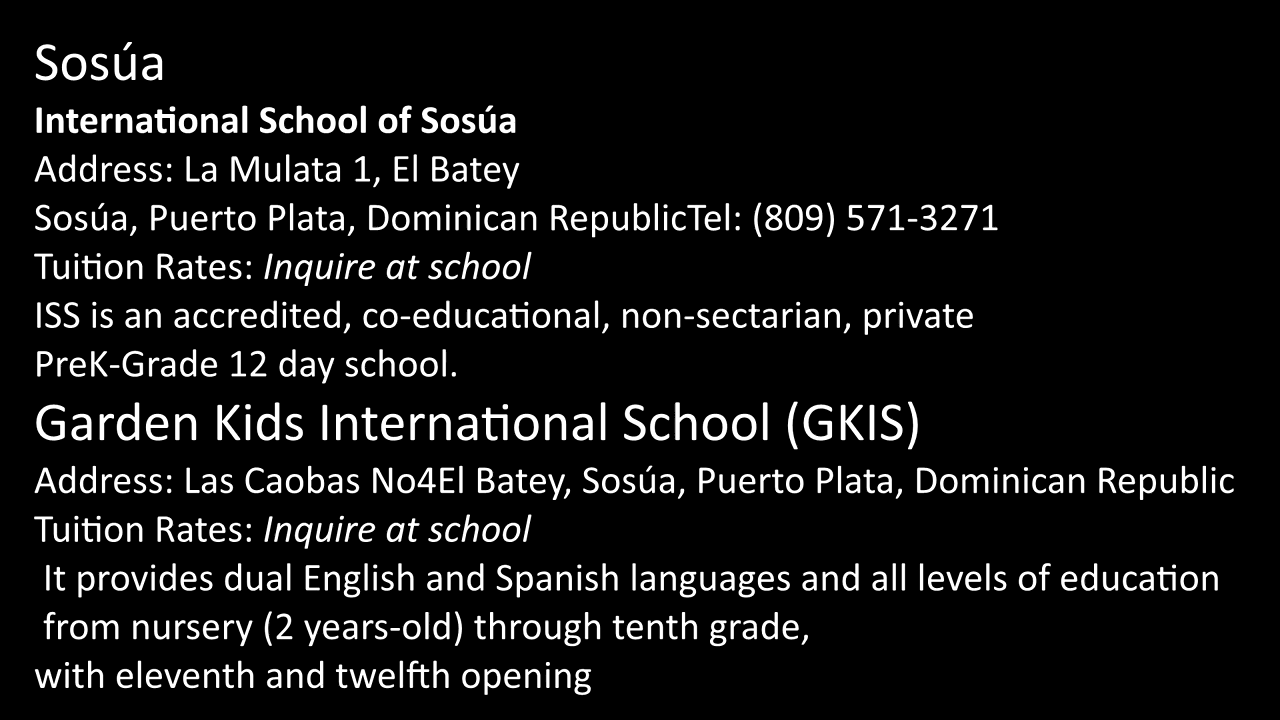 Sosúa
International School of Sosúa
Address: La Mulata 1, El Batey
Sosúa, Puerto Plata, Dominican RepublicTel: (809) 571-3271
Tuition Rates: Inquire at school
ISS is an accredited, co-educational, non-sectarian, private
PreK-Grade 12 day school.
Garden Kids International School (GKIS)
Address: Las Caobas No4El Batey, Sosúa, Puerto Plata, Dominican Republic
Tuition Rates: Inquire at school
It provides dual English and Spanish languages and all levels of education
from nursery (2 years-old) through tenth grade,
with eleventh and twelfth opening